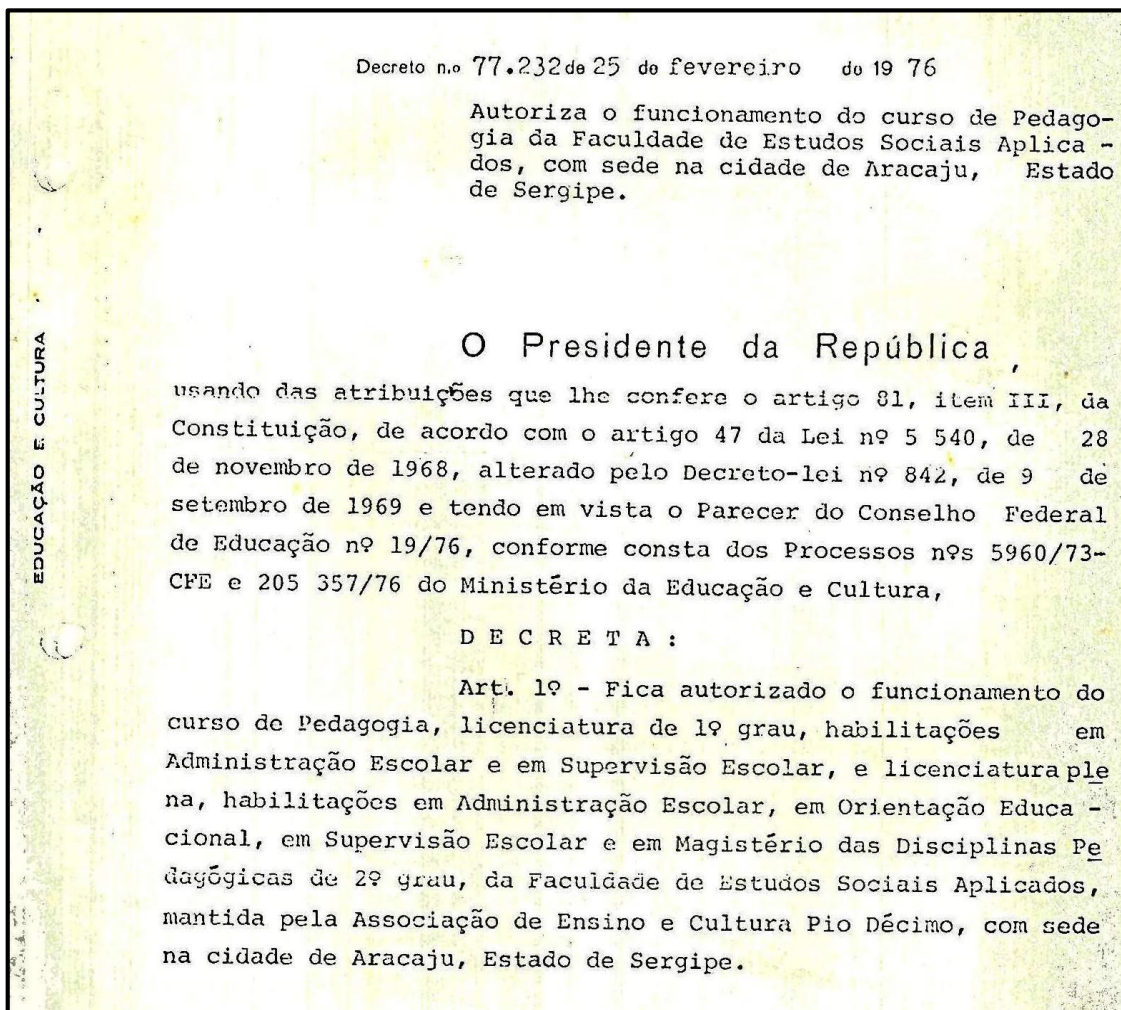 Decreto n.o 77.232 de 25 de fevereiro de 19 76
Autoriza o funcionamento do curso de Pedago-
gia da Faculdade de Estudos Sociais Aplica -
dos, com sede na cidade de Aracaju, Estado
de Sergipe.
EDUCAÇÃO E CULTURA
O Presidente da República ,
usando das atribuições que lhe confere o artigo 81, item III, da
Constituição, de acordo com o artigo 47 da Lei nº 5 540, de 28
de novembro de 1968, alterado pelo Decreto-lei nº 842, de 9 de
setembro de 1969 e tendo em vista o Parecer do Conselho Federal
de Educação nº 19/76, conforme consta dos Processos nºs 5960/73-
CFE e 205 357/76 do Ministério da Educação e Cultura,
D E C R E T A :
Art. 1º - Fica autorizado o funcionamento do
curso de Pedagogia, licenciatura de 1º grau, habilitações em
Administração Escolar e em Supervisão Escolar, e licenciatura ple
na, habilitações em Administração Escolar, em Orientação Educa -
cional, em Supervisão Escolar e em Magistério das Disciplinas Pe
dagógicas de 2º grau, da Faculdade de Estudos Sociais Aplicados,
mantida pela Associação de Ensino e Cultura Pio Décimo, com sede
na cidade de Aracaju, Estado de Sergipe.